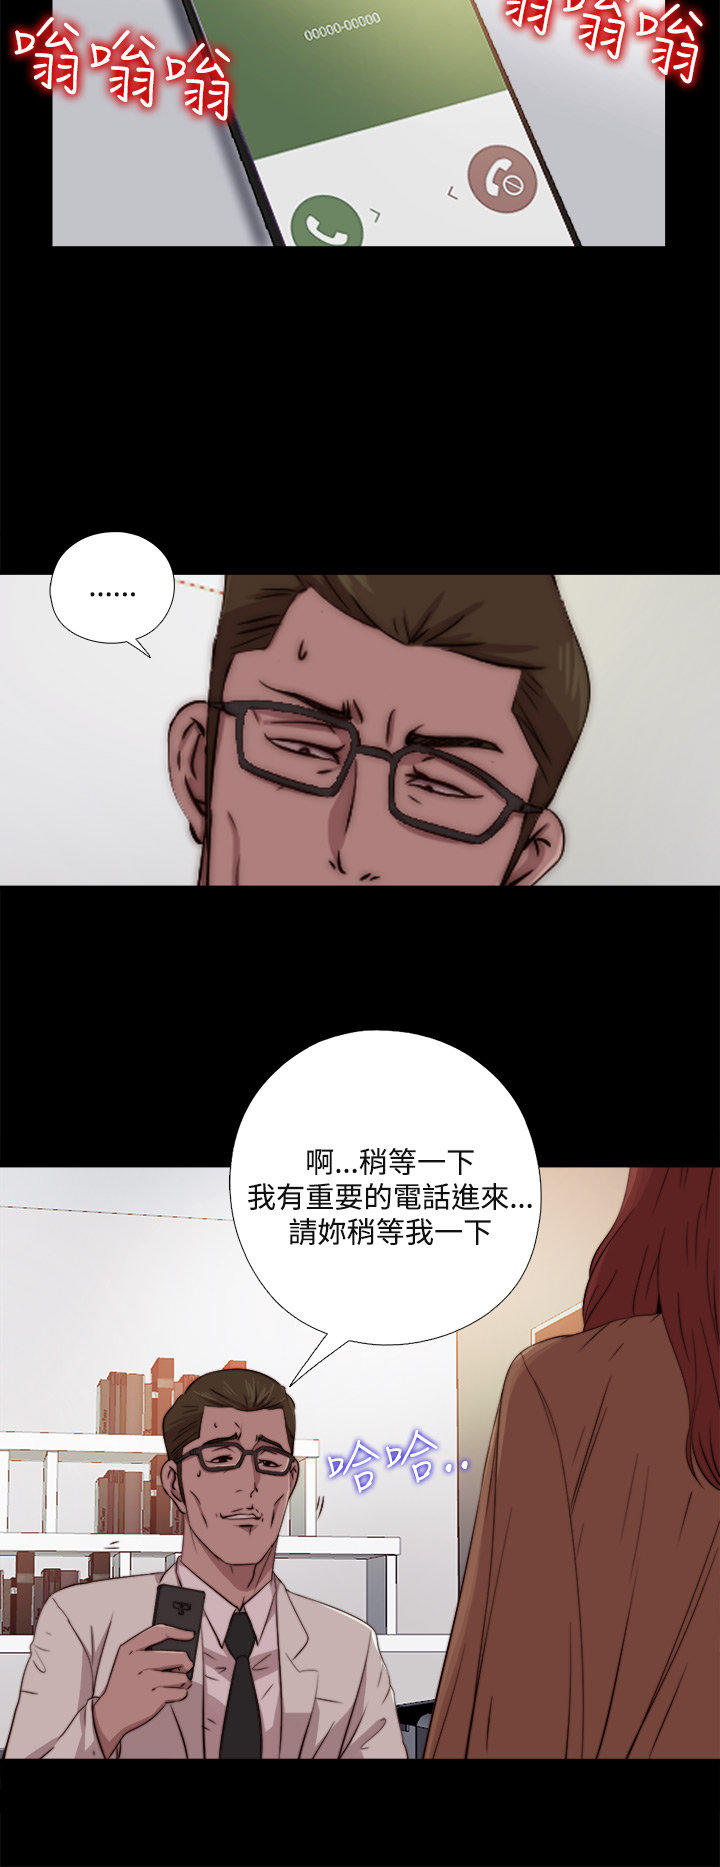 嗡嗡嗡
嗡嗡嗡
00000-00000
......
啊...稍等一下
我有重要的電話進來...
請妳稍等我一下
哈哈..